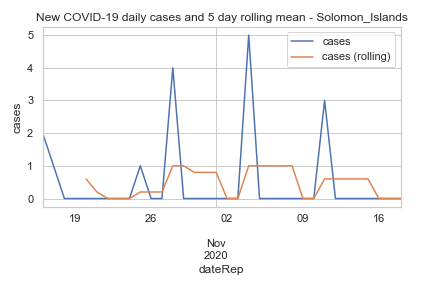 New COVID-19 daily cases and 5 day rolling mean - Solomon_Islands
cases
cases (rolling)
cases
5
4
3
2
1
0
19
26
02
09
16
Nov
2020
dateRep